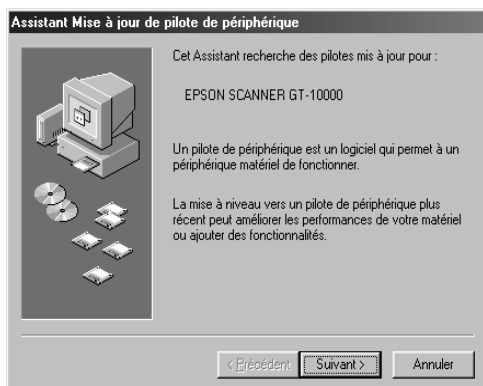 Assistant Mise à jour de pilote de périphérique
Cet Assistant recherche des pilotes mis à jour pour :
EPSON SCANNER GT-10000
Un pilote de périphérique est un logiciel qui permet à un
périphérique matériel de fonctionner.
La mise à niveau vers un pilote de périphérique plus
récent peut améliorer les performances de votre matériel
ou ajouter des fonctionnalités.
< Précédent Suivant > Annuler